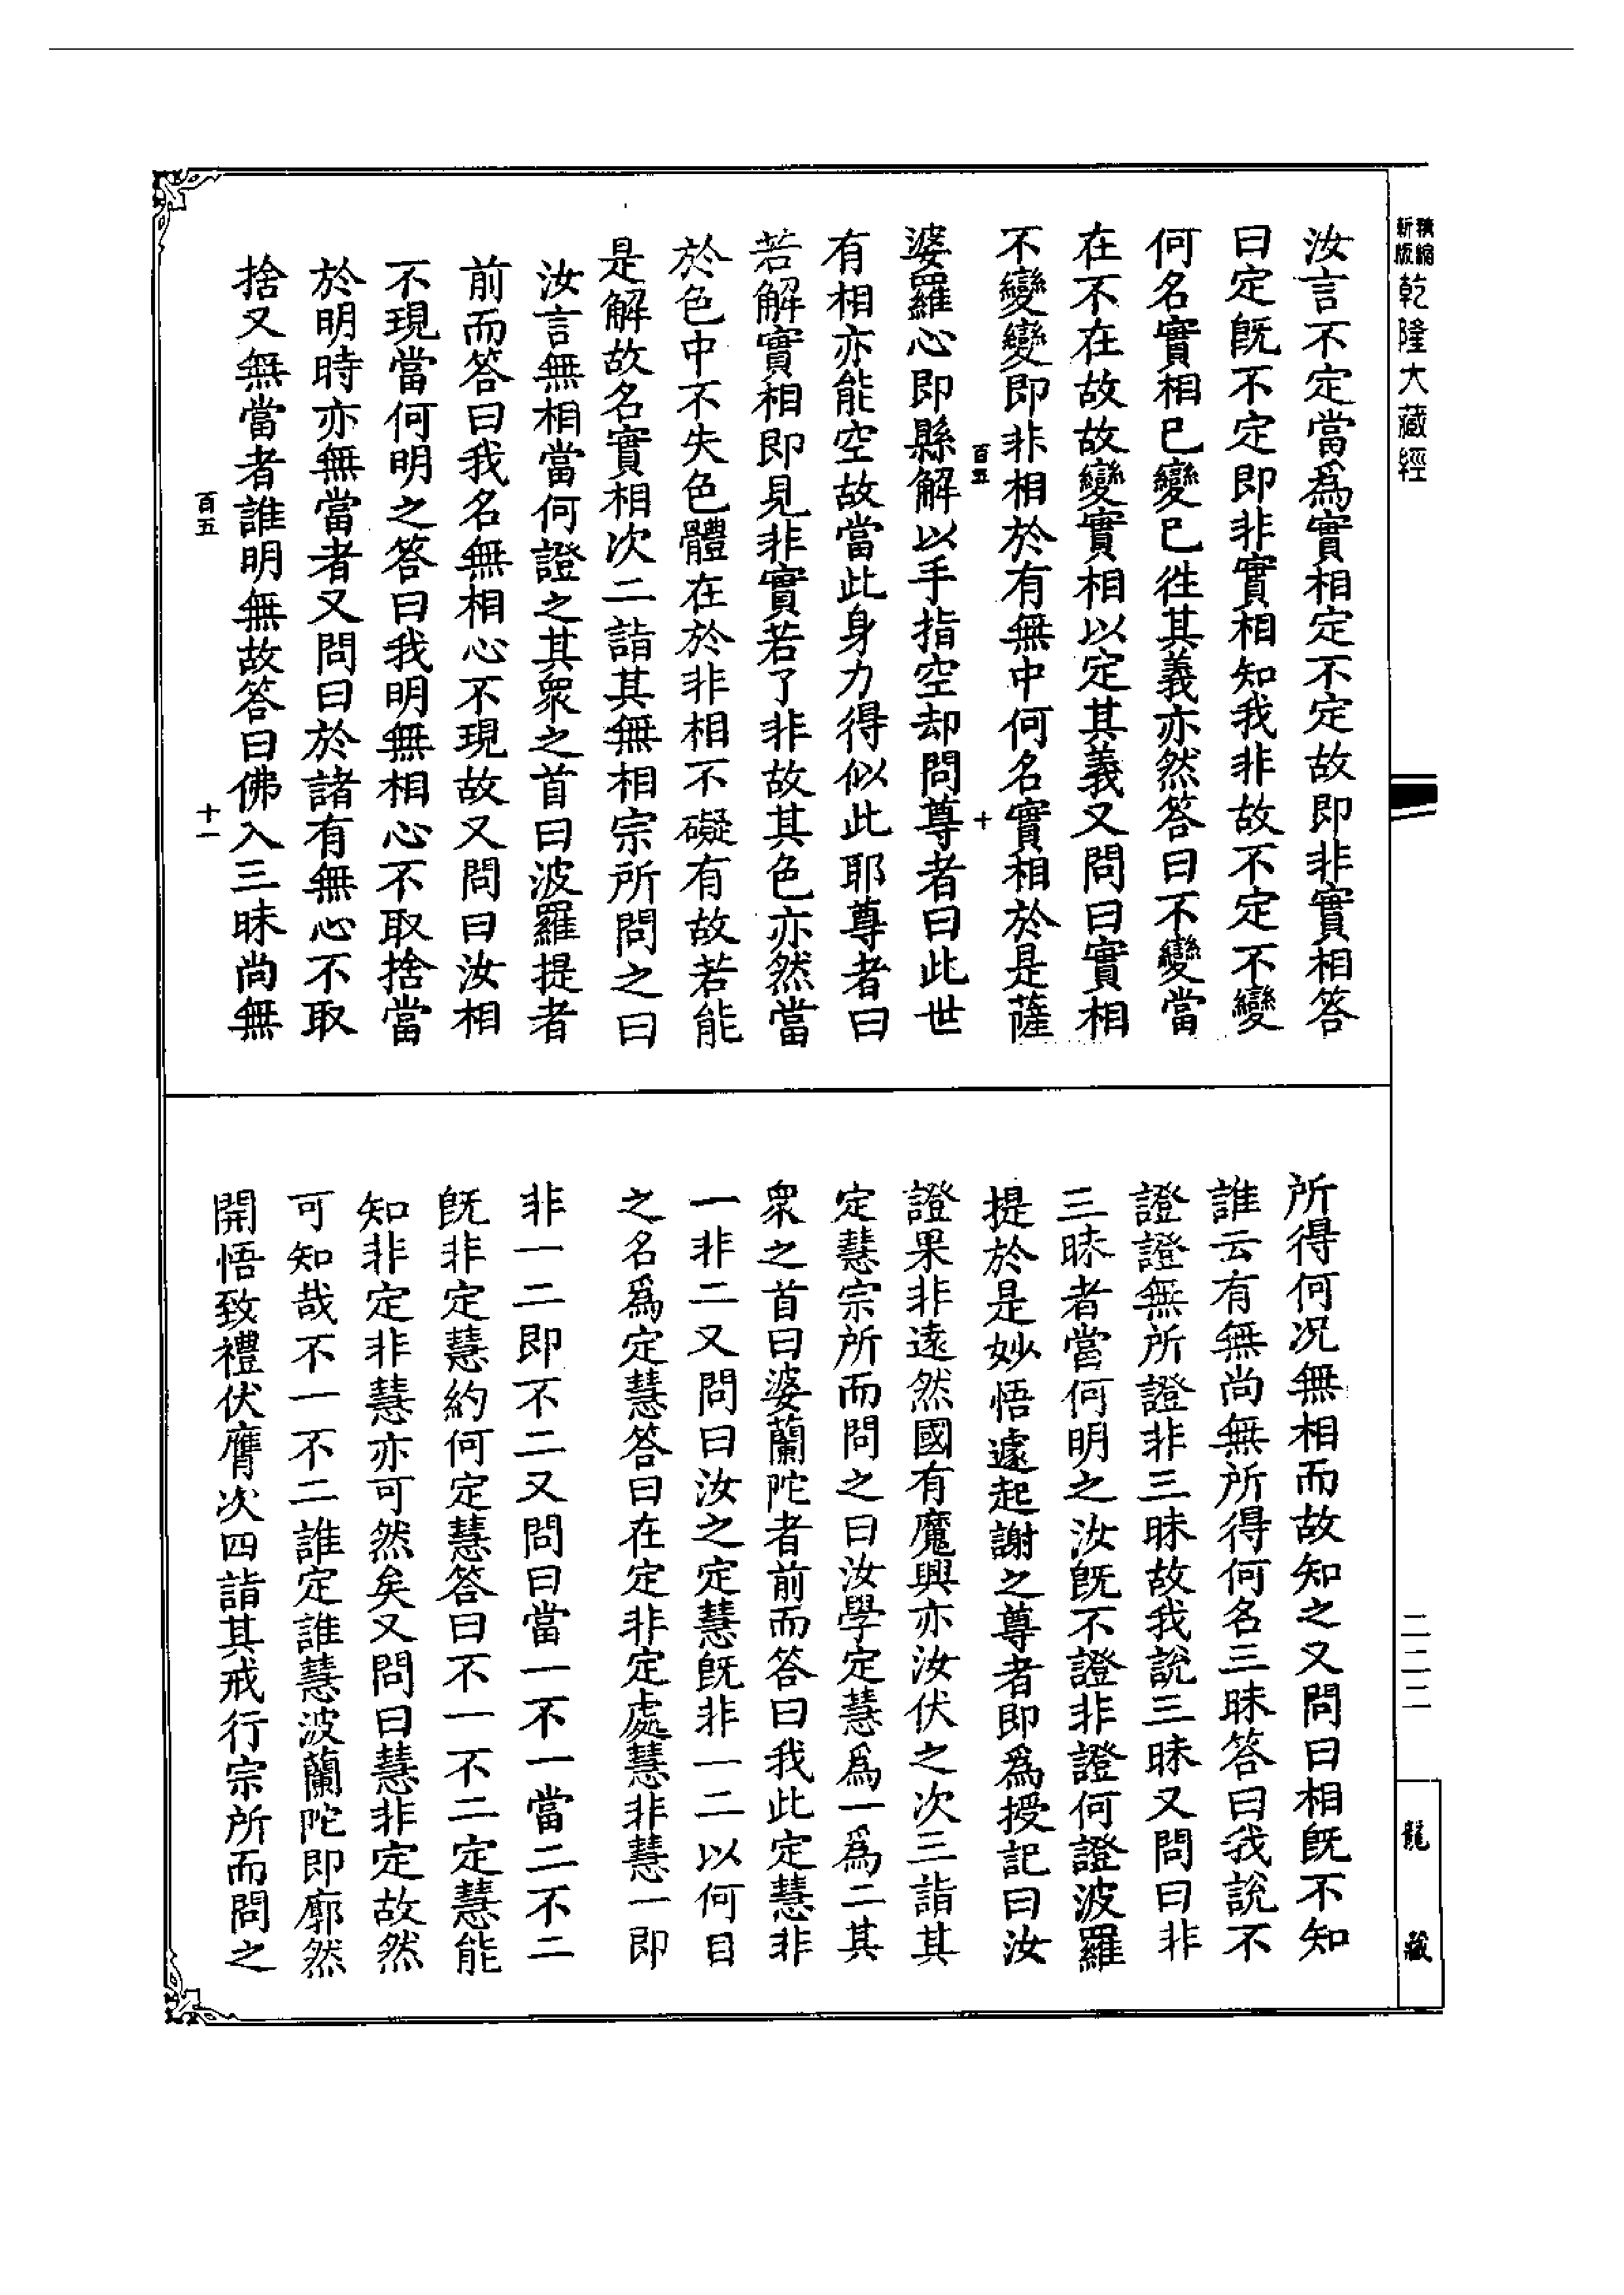 新版
精縮
乾隆大藏經
汝言不定當爲實相定不定故即非實相答
曰定旣不定即非實相知我非故不定不變
何名實相已變已徃其義亦然答曰不變當
在不在故故變實相以定其義又問曰實相
不變變即非相於有無中何名實相於是薩
百五
十
婆羅心即縣解以手指空却問尊者曰此世
有相亦能空故當此身力得似此耶尊者曰
若解實相即見非實若了非故其色亦然當
於色中不失色體在於非相不礙有故若能
是解故名實相次二詣其無相宗所問之曰
汝言無相當何證之其衆之首曰波羅提者
前而答曰我名無相心不現故又問曰汝相
不現當何明之答曰我明無相心不取捨當
於明時亦無當者又問曰於諸有無心不取
捨又無當者誰明無故答曰佛入三昧尚無
百五
十一
所得何况無相而故知之又問曰相旣不知
誰云有無尚無所得何名三昧答曰我說不
證證無所證非三昧故我說三昧又問曰非
三昧者當何明之汝旣不證非證何證波羅
提於是妙悟遽起謝之尊者即爲授記曰汝
證果非遠然國有魔興亦汝伏之次三詣其
定慧宗所而問之曰汝學定慧爲一爲二其
衆之首曰婆蘭陀者前而答曰我此定慧非
一非二又問曰汝之定慧旣非一二以何目
之名爲定慧答曰在定非定處慧非慧一即
非一二即不二又問曰當一不一當二不二
旣非定慧約何定慧答曰不一不二定慧能
知非定非慧亦可然矣又問曰慧非定故然
可知哉不一不二誰定誰慧波蘭陀即廓然
開悟致禮伏膺次四詣其戒行宗所而問之
二二二
龍藏